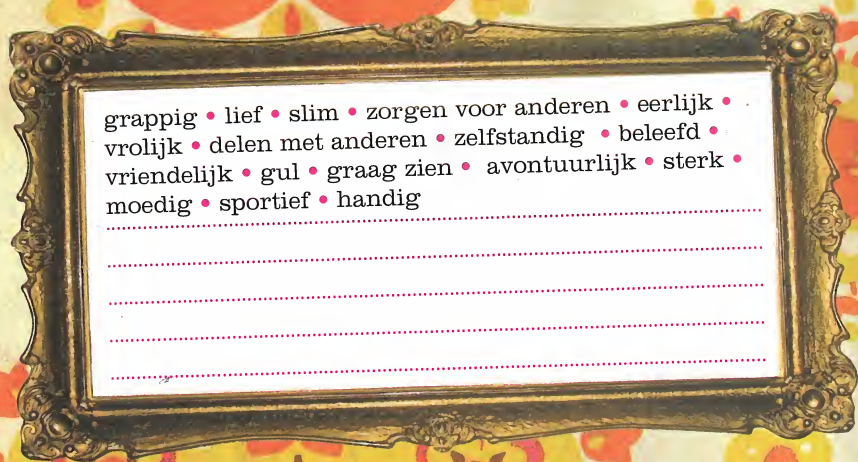 grappig • lief • slim • zorgen voor anderen • eerlijk •
vrolijk • delen met anderen • zelfstandig • beleefd •
vriendelijk • gul • graag zien • avontuurlijk • sterk •
moedig • sportief • handig